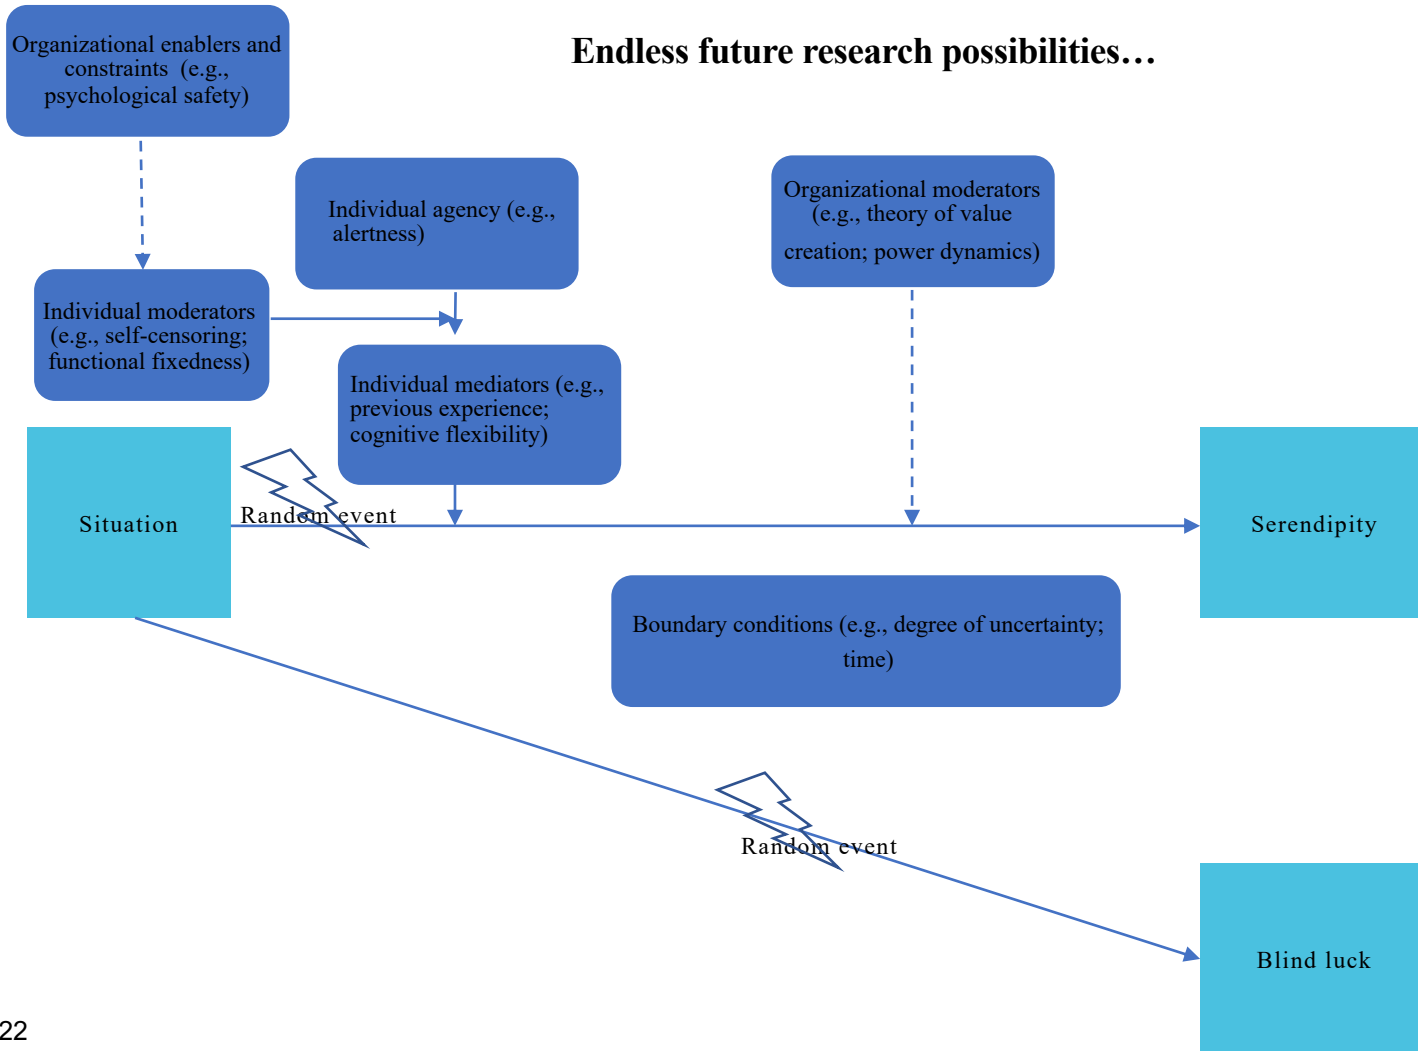 Endless future research possibilities…
Organizational enablers and
constraints (e.g.,
psychological safety)
Individual agency (e.g.,
alertness)
Organizational moderators
(e.g., theory of value
creation; power dynamics)
Individual moderators
(e.g., self-censoring;
functional fixedness)
Individual mediators (e.g.,
previous experience;
cognitive flexibility)
Situation
Random event
Serendipity
Boundary conditions (e.g., degree of uncertainty;
time)
Random event
Blind luck
22